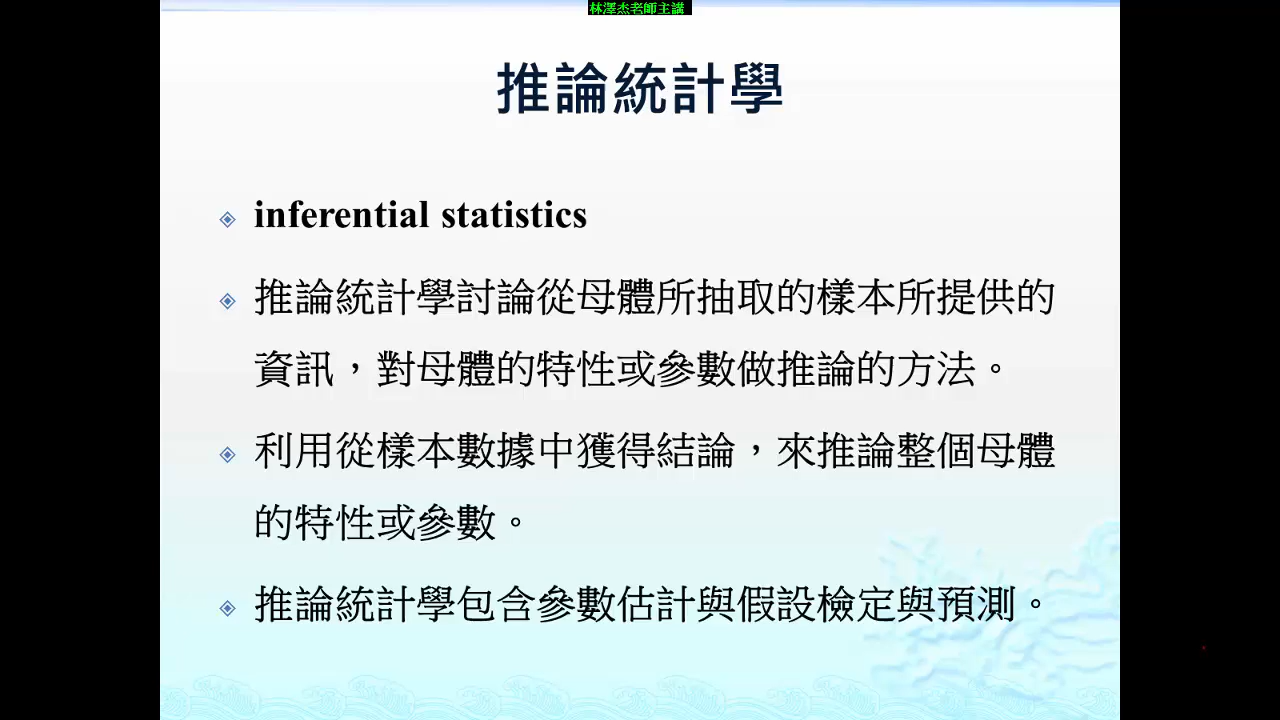 林澤杰老師主講
推論統計學
inferential statistics
推論統計學討論從母體所抽取的樣本所提供的
資訊，對母體的特性或參數做推論的方法。
利用從樣本數據中獲得結論，來推論整個母體
的特性或參數。
推論統計學包含參數估計與假設檢定與預測。